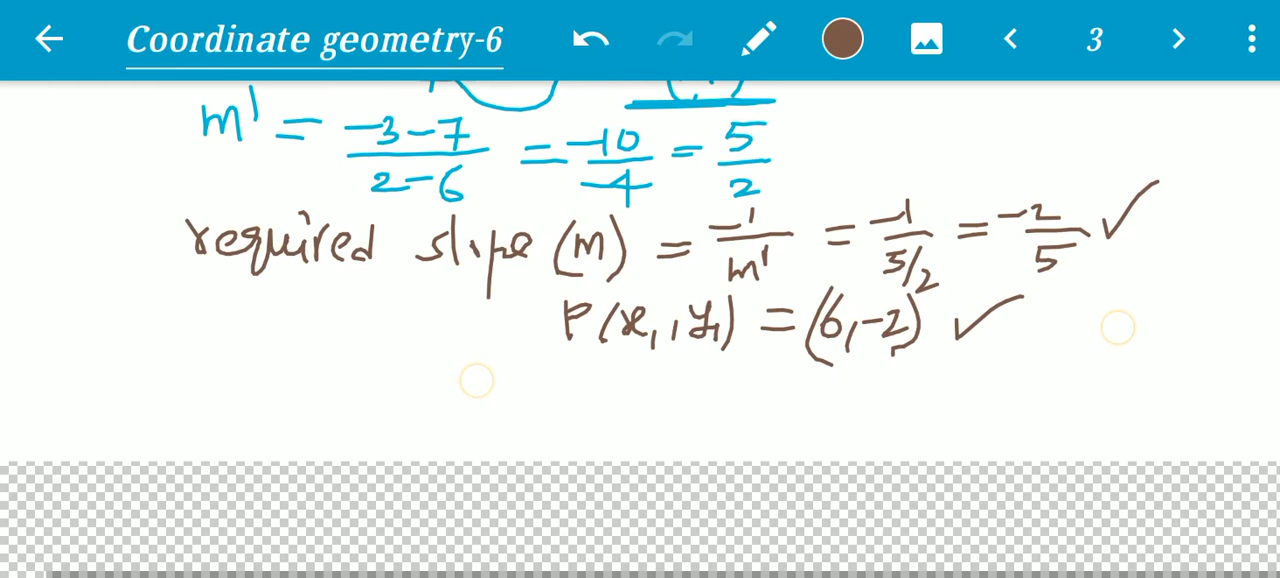 Coordinate geometry-6 3
m' = -3-7/2-6 = -10/-4 = 5/2
required slope (m) = -1/m' = -1/5/2 = -2/5 ✓
P(x₁, y₁) = (6,-2) ✓